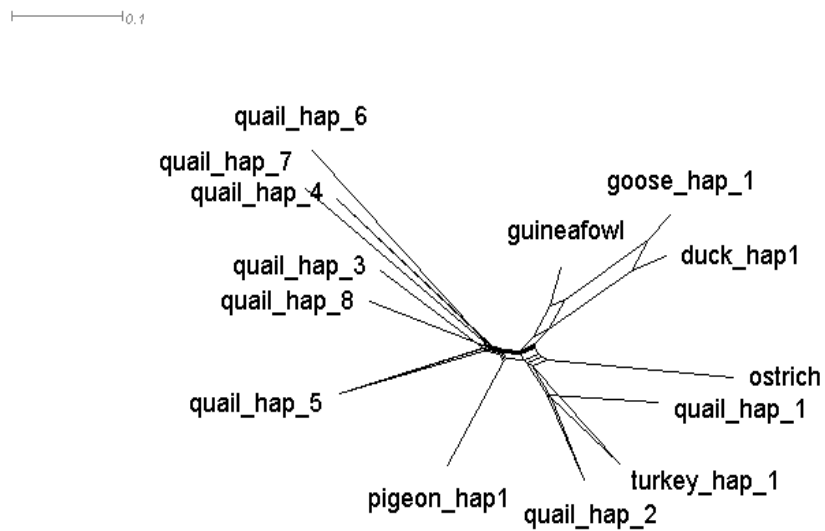 0.1
quail_hap_6
quail_hap_7
quail_hap_4
goose_hap_1
guineafowl
duck_hap1
quail_hap_3
quail_hap_8
ostrich
quail_hap_5
quail_hap_1
turkey_hap_1
pigeon_hap1
quail_hap_2